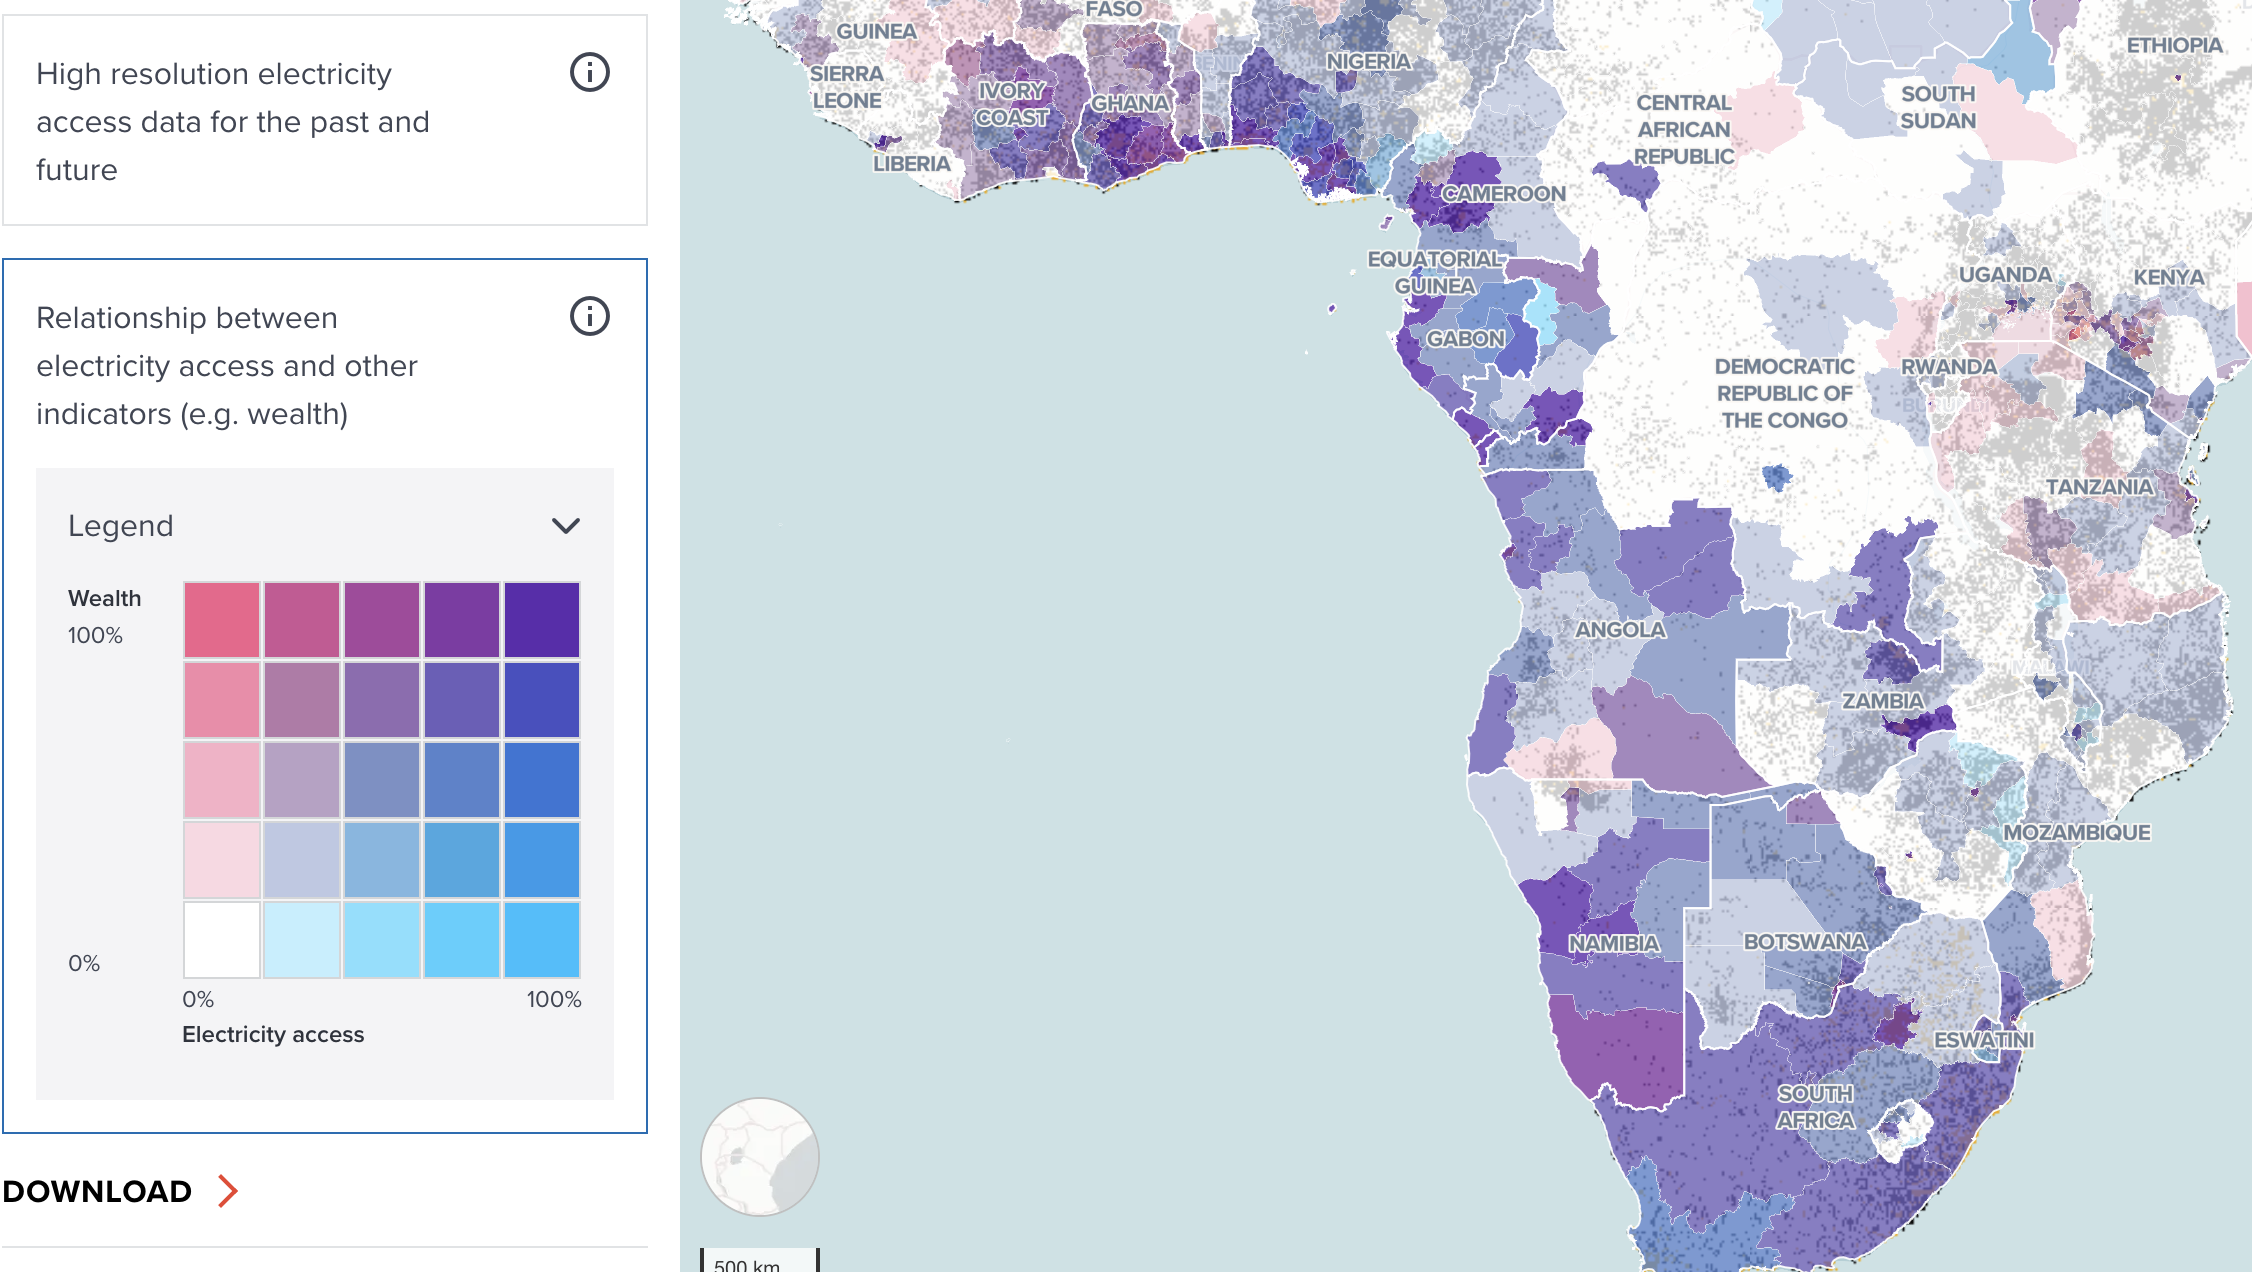 High resolution electricity
access data for the past and
future
Relationship between
electricity access and other
indicators (e.g. wealth)
Legend
Wealth
100%
0%
0%
100%
Electricity access
DOWNLOAD
500 km
FASO
GUINEA
SIERRA
LEONE
LIBERIA
IVORY
COAST
GHANA
NIGERIA
CAMEROON
CENTRAL
AFRICAN
REPUBLIC
SOUTH
SUDAN
ETHIOPIA
EQUATORIAL
GUINEA
GABON
UGANDA
KENYA
DEMOCRATIC
REPUBLIC OF
THE CONGO
RWANDA
TANZANIA
ANGOLA
ZAMBIA
MOZAMBIQUE
NAMIBIA
BOTSWANA
ESWATINI
SOUTH
AFRICA